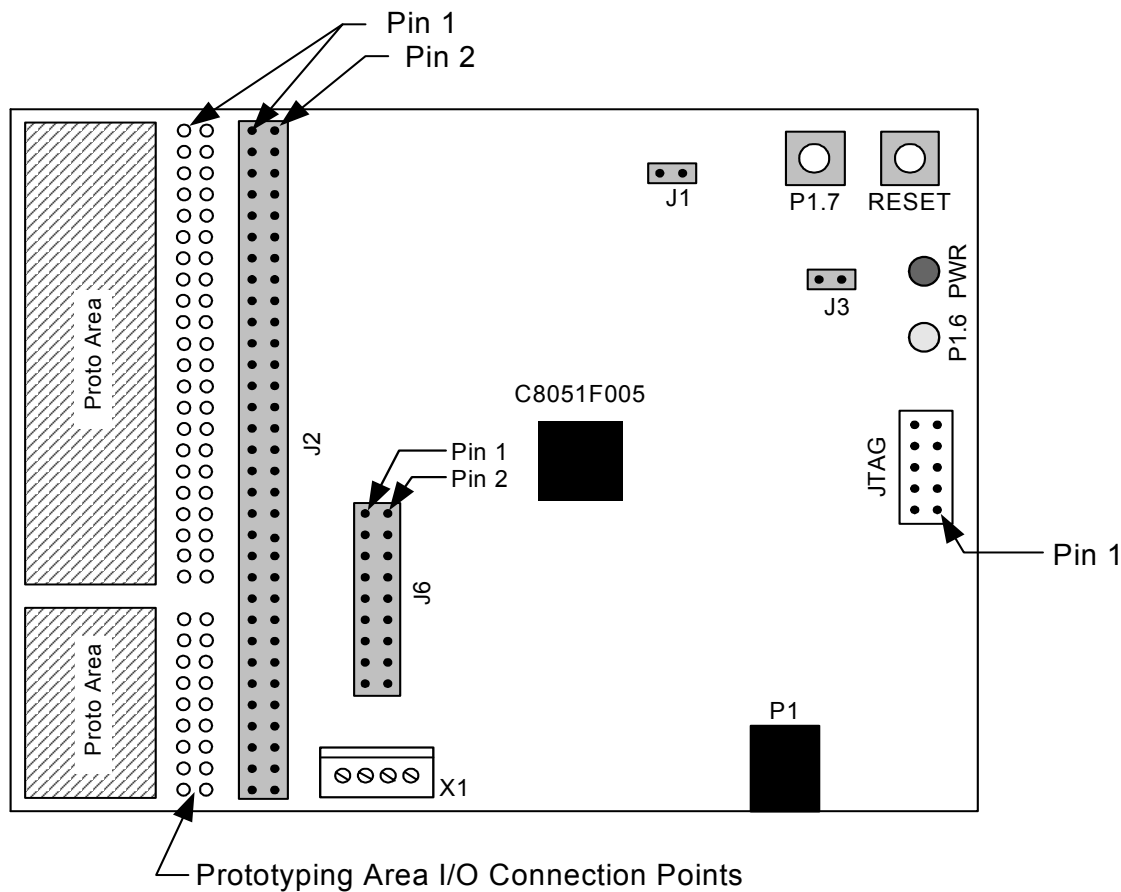 Pin 1
Pin 2
J1
P1.7
RESET
PWR
J3
P1.6
Proto Area
C8051F005
J2
Pin 1
Pin 2
JTAG
Pin 1
J6
Proto Area
P1
X1
Prototyping Area I/O Connection Points